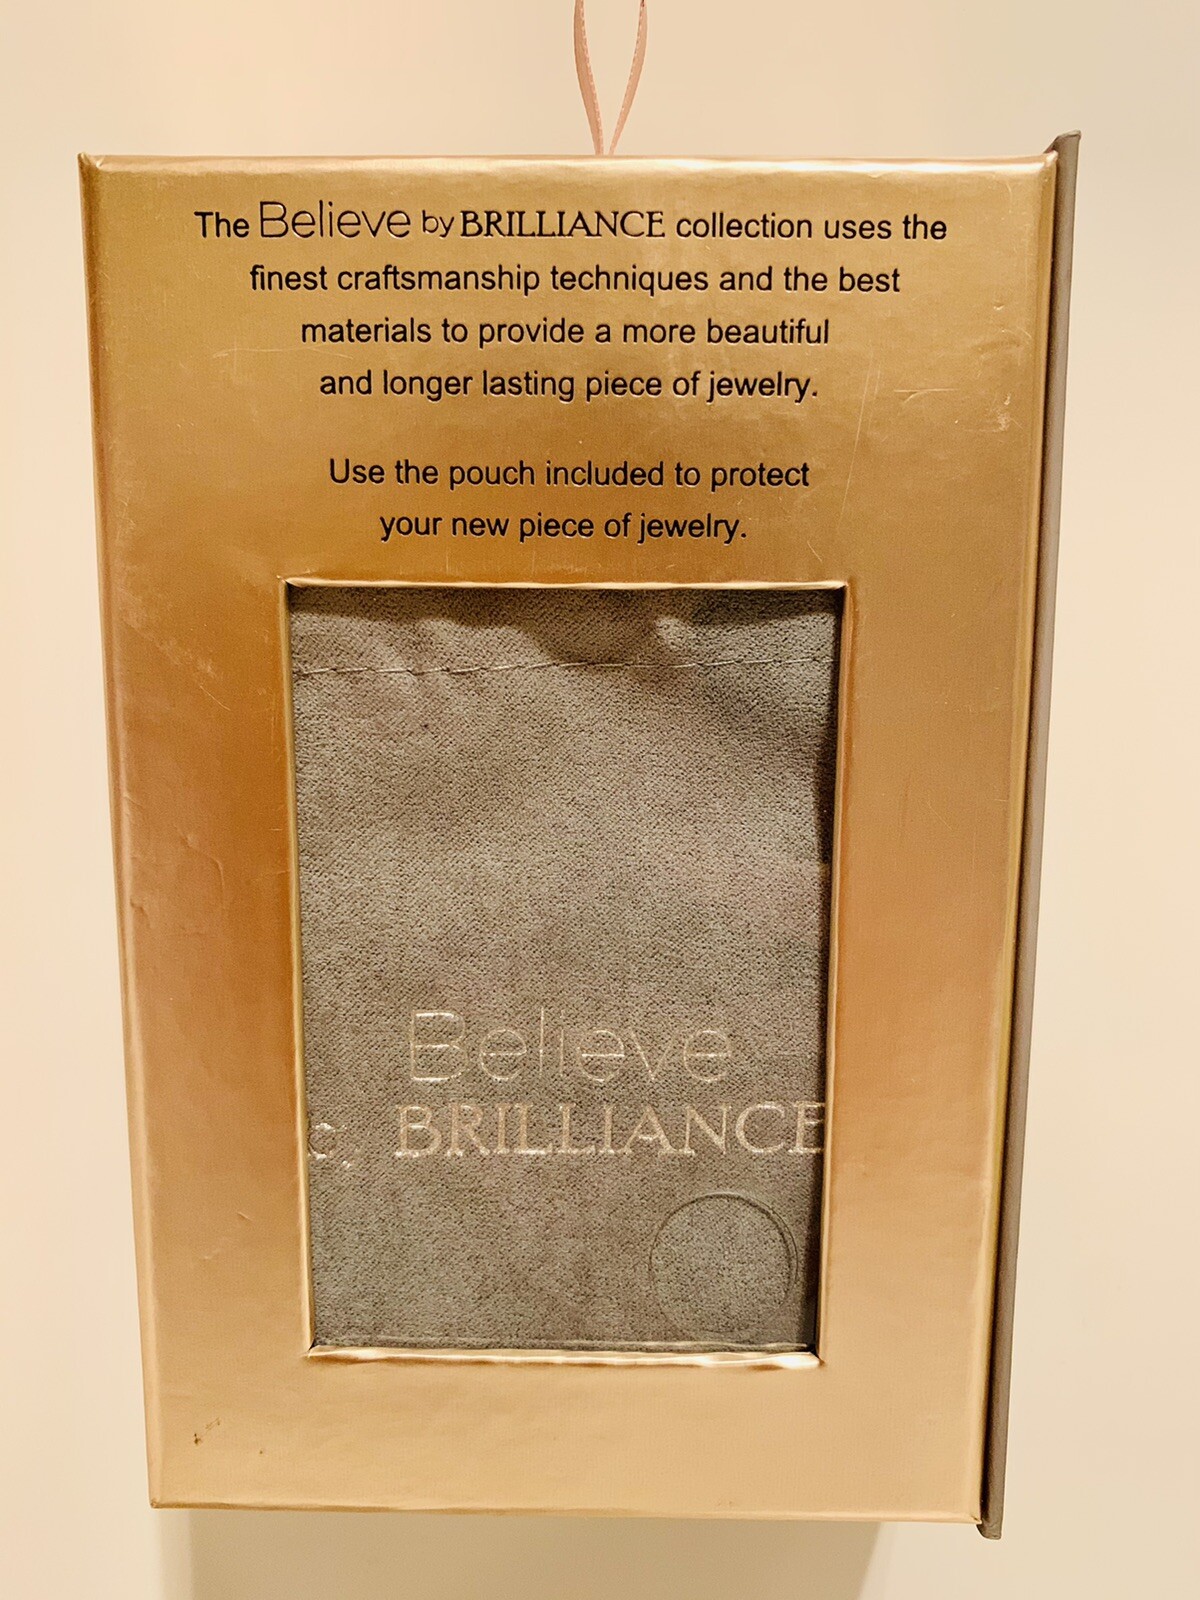 The Believe by BRILLIANCE collection uses the
finest craftsmanship techniques and the best
materials to provide a more beautiful
and longer lasting piece of jewelry.
Use the pouch included to protect
your new piece of jewelry.
Believe
BRILLIANCE